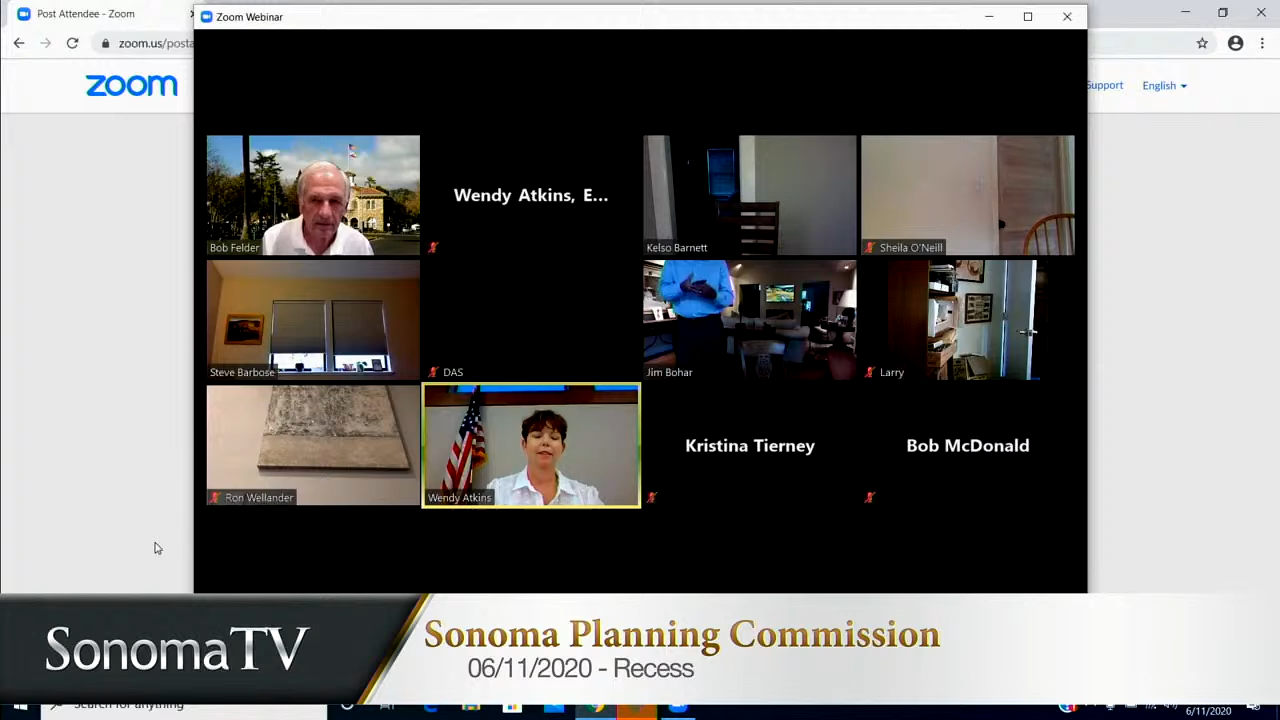 Post Attendee - Zoom
Zoom Webinar
zoom.us/posta
zoom
Support
English
Bob Felder
Wendy Atkins, E...
Kelso Barnett
Sheila O'Neill
Steve Barbose
DAS
Jim Bohar
Larry
Ron Wellander
Wendy Atkins
Kristina Tierney
Bob McDonald
SonomaTV
Sonoma Planning Commission
06/11/2020 - Recess
Search for anything
6/11/2020